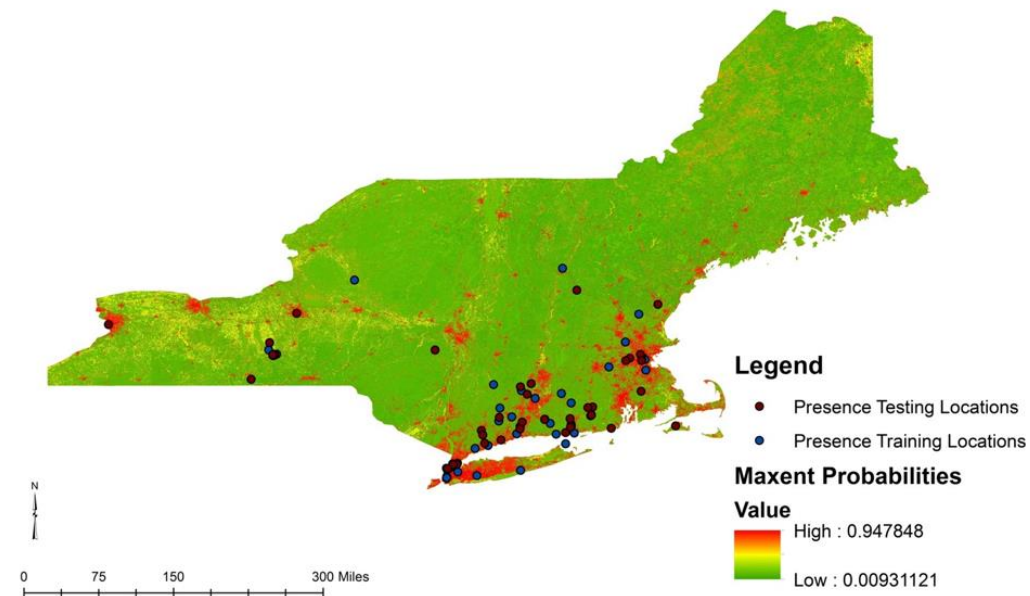 Legend
Presence Testing Locations
Presence Training Locations
Maxent Probabilities
Value
High : 0.947848
Low : 0.00931121
N
0 75 150 300 Miles